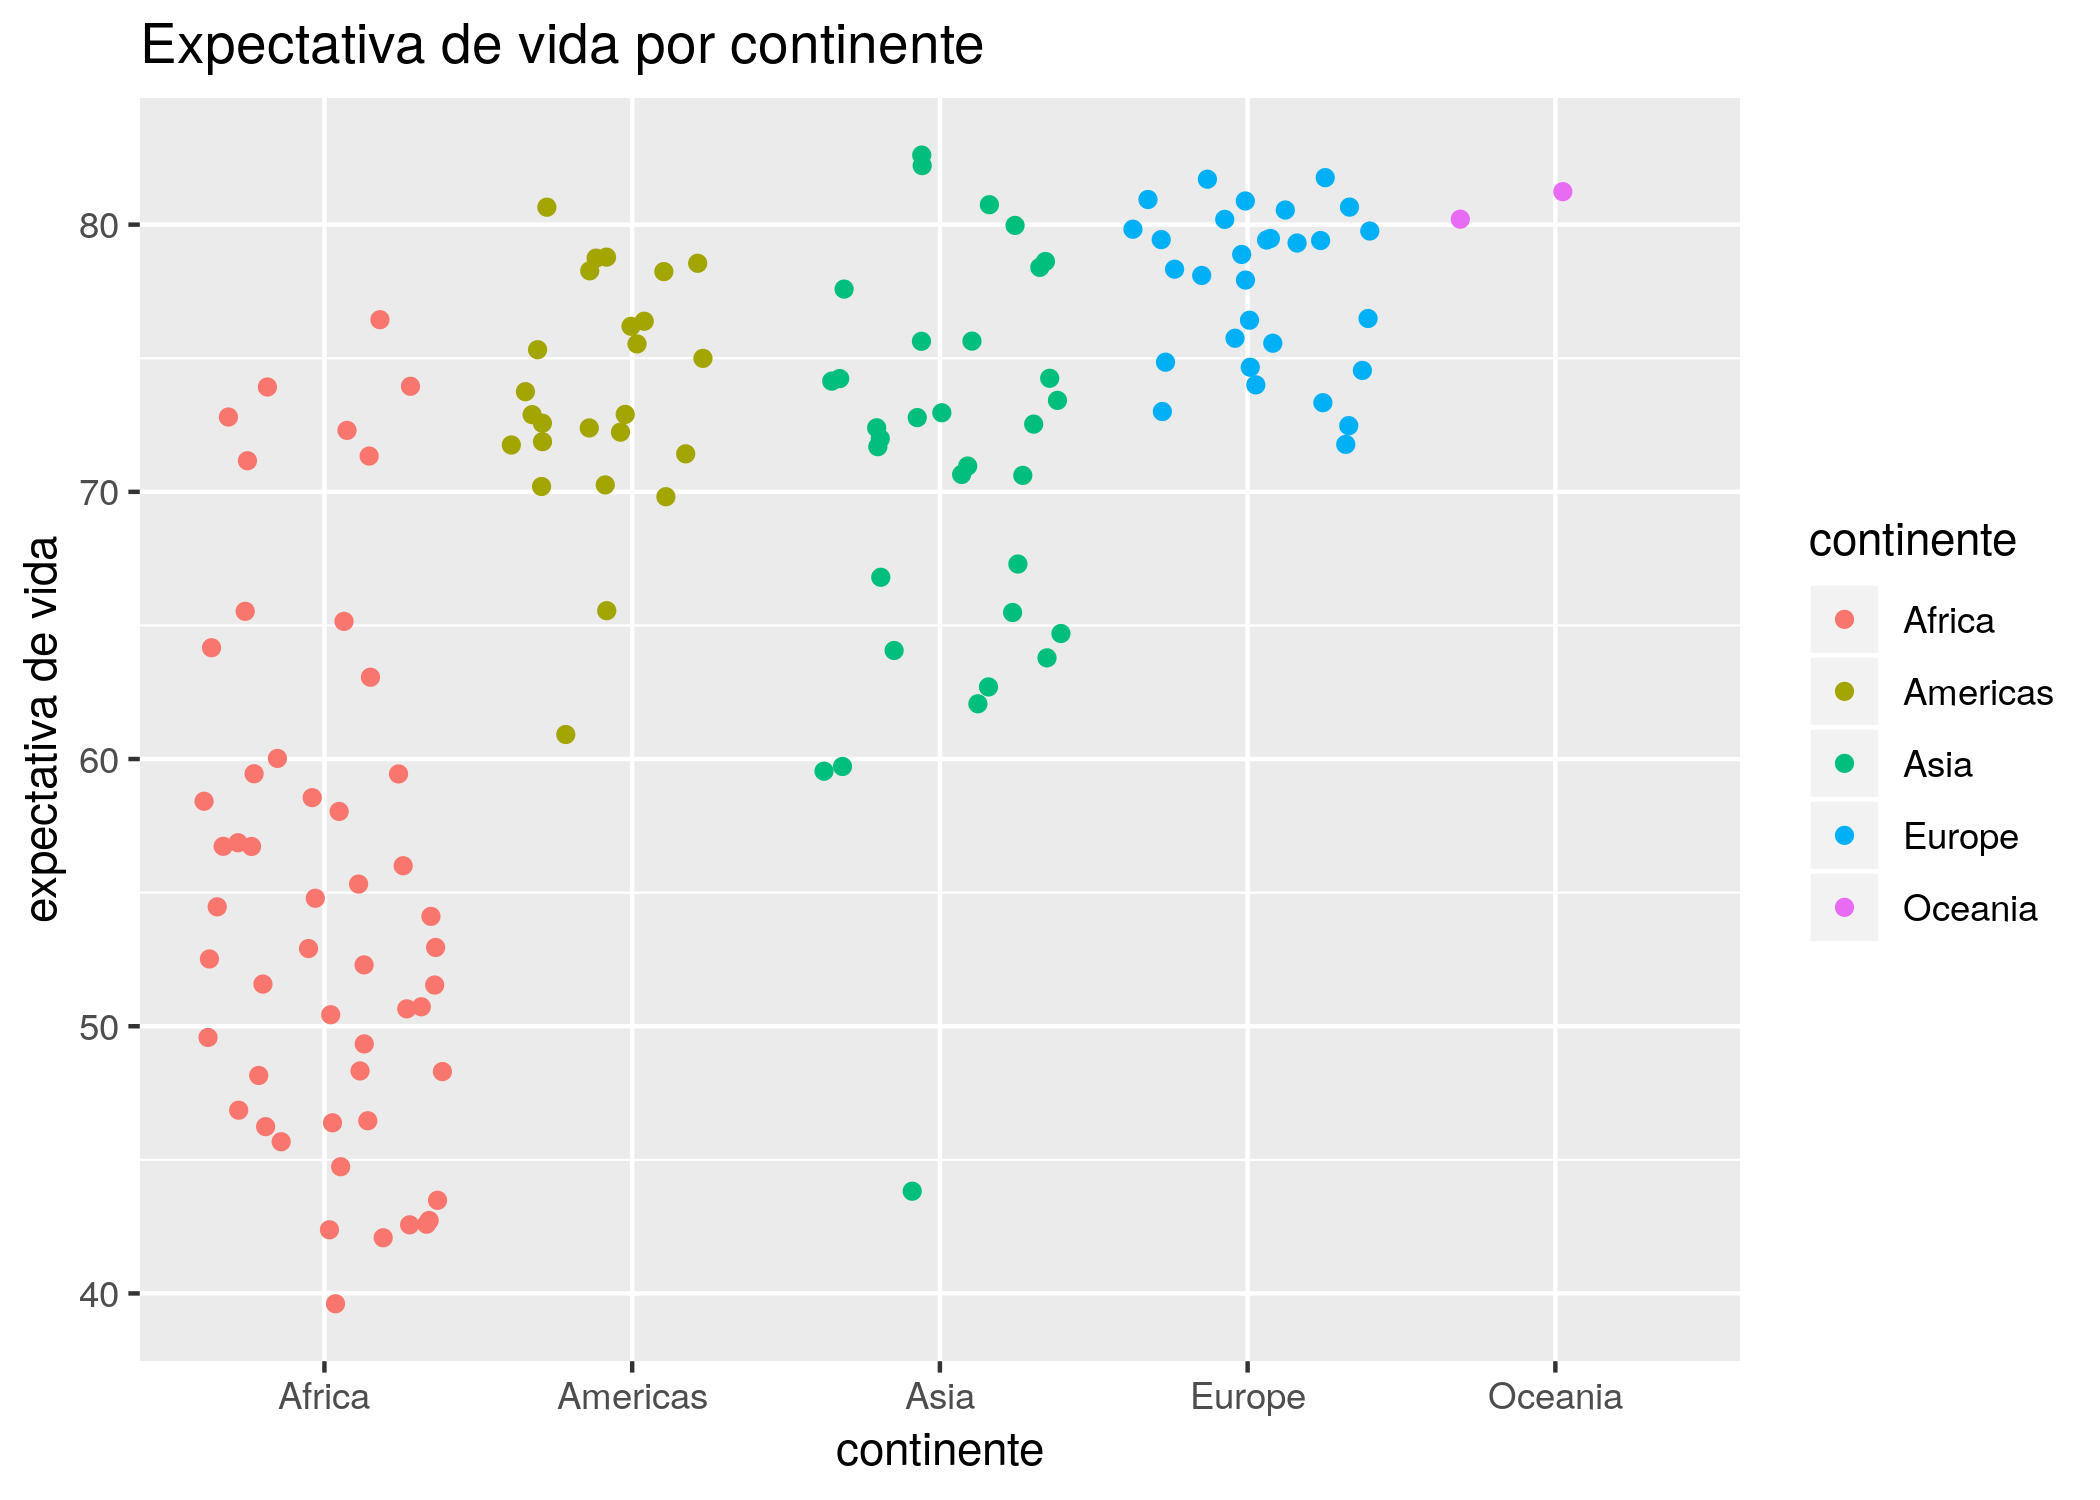 Expectativa de vida por continente
expectativa de vida
80
70
60
50
40
Africa
Americas
Asia
Europe
Oceania
continente
continente
Africa
Americas
Asia
Europe
Oceania